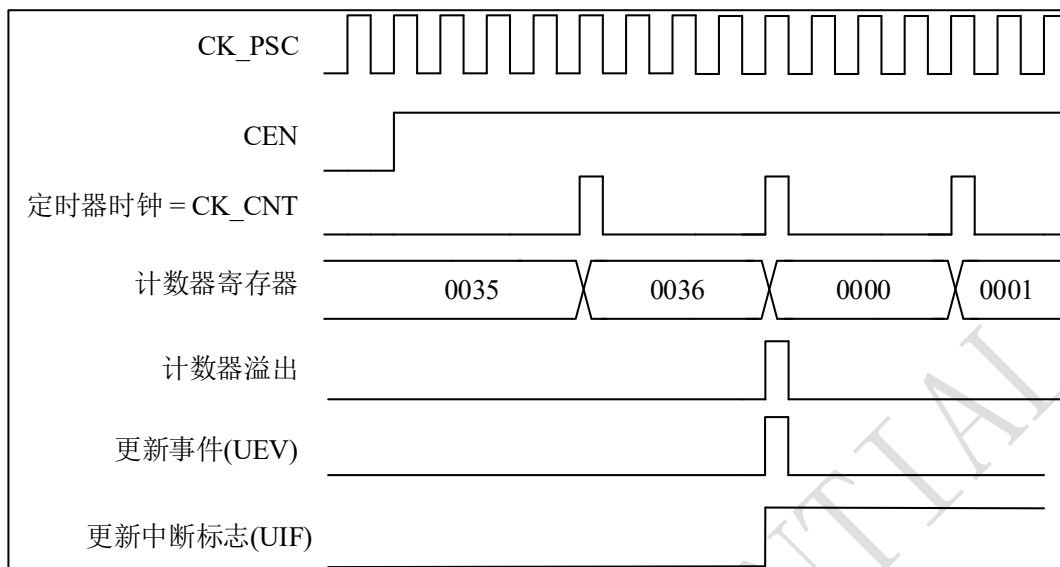 CK_PSC
CEN
定时器时钟 = CK_CNT
计数器寄存器
0035 0036 0000 0001
计数器溢出
更新事件(UEV)
更新中断标志(UIF)
NTIAL